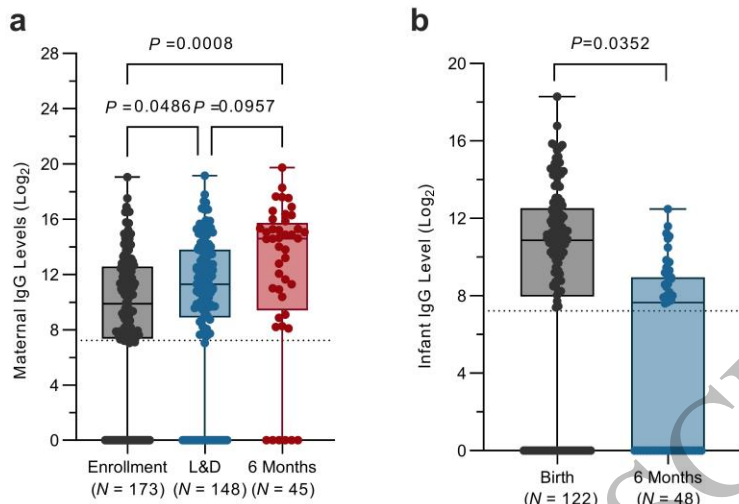 a
P =0.0008
P =0.0486 P =0.0957
Maternal IgG Levels (Log2)
28
24
20
16
12
8
4
0
Enrollment L&D 6 Months
(N = 173) (N = 148) (N = 45)
b
P=0.0352
Infant IgG Level (Log2)
20
16
12
8
4
0
Birth 6 Months
(N = 122) (N = 48)